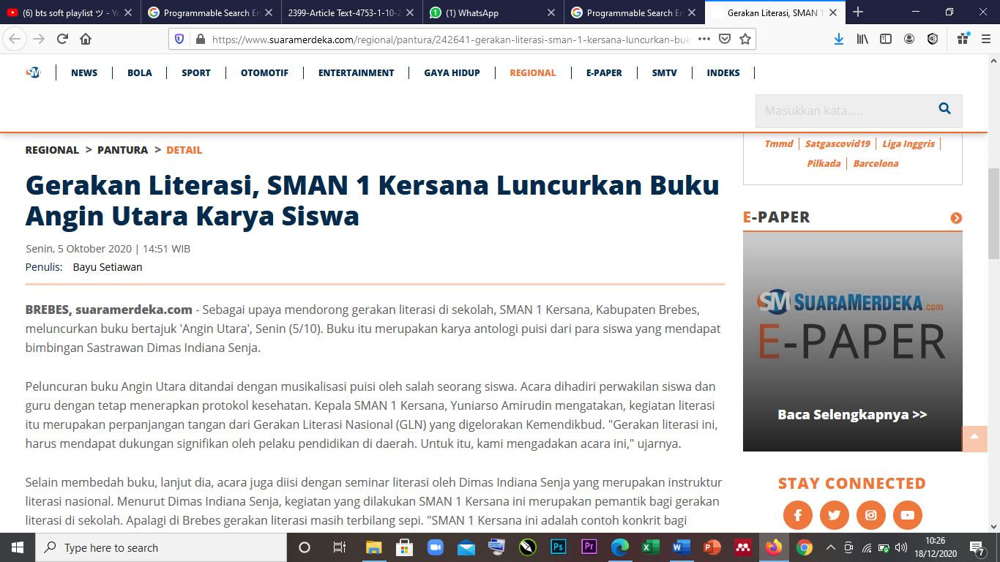 (6) bts soft playlist ツ - Yo
Programmable Search En
2399-Article Text-4753-1-10-2
(1) WhatsApp
Programmable Search En
Gerakan Literasi, SMAN 1
https://www.suaramerdeka.com/regional/pantura/242641-gerakan-literasi-sman-1-kersana-luncurkan-buk
SM
NEWS
BOLA
SPORT
OTOMOTIF
ENTERTAINMENT
GAYA HIDUP
REGIONAL
E-PAPER
SMTV
INDEKS
Masukkan kata.....
REGIONAL > PANTURA > DETAIL
Gerakan Literasi, SMAN 1 Kersana Luncurkan Buku
Angin Utara Karya Siswa
Senin, 5 Oktober 2020 | 14:51 WIB
Penulis: Bayu Setiawan
BREBES, suaramerdeka.com - Sebagai upaya mendorong gerakan literasi di sekolah, SMAN 1 Kersana, Kabupaten Brebes,
meluncurkan buku bertajuk 'Angin Utara', Senin (5/10). Buku itu merupakan karya antologi puisi dari para siswa yang mendapat
bimbingan Sastrawan Dimas Indiana Senja.
Peluncuran buku Angin Utara ditandai dengan musikalisasi puisi oleh salah seorang siswa. Acara dihadiri perwakilan siswa dan
guru dengan tetap menerapkan protokol kesehatan. Kepala SMAN 1 Kersana, Yuniarso Amirudin mengatakan, kegiatan literasi
itu merupakan perpanjangan tangan dari Gerakan Literasi Nasional (GLN) yang digelorakan Kemendikbud. "Gerakan literasi ini,
harus mendapat dukungan signifikan oleh pelaku pendidikan di daerah. Untuk itu, kami mengadakan acara ini," ujarnya.
Selain membedah buku, lanjut dia, acara juga diisi dengan seminar literasi oleh Dimas Indiana Senja yang merupakan instruktur
literasi nasional. Menurut Dimas Indiana Senja, kegiatan yang dilakukan SMAN 1 Kersana ini merupakan pemantik bagi gerakan
literasi di sekolah. Apalagi di Brebes gerakan literasi masih terbilang sepi. "SMAN 1 Kersana ini adalah contoh konkrit bagi
Tmmd | Satgascovid19 | Liga Inggris |
Pilkada | Barcelona
E-PAPER
SM SUARAMERDEKA.com
E-PAPER
Baca Selengkapnya >>
STAY CONNECTED
Type here to search
Ps
Pr
10:26
18/12/2020
7